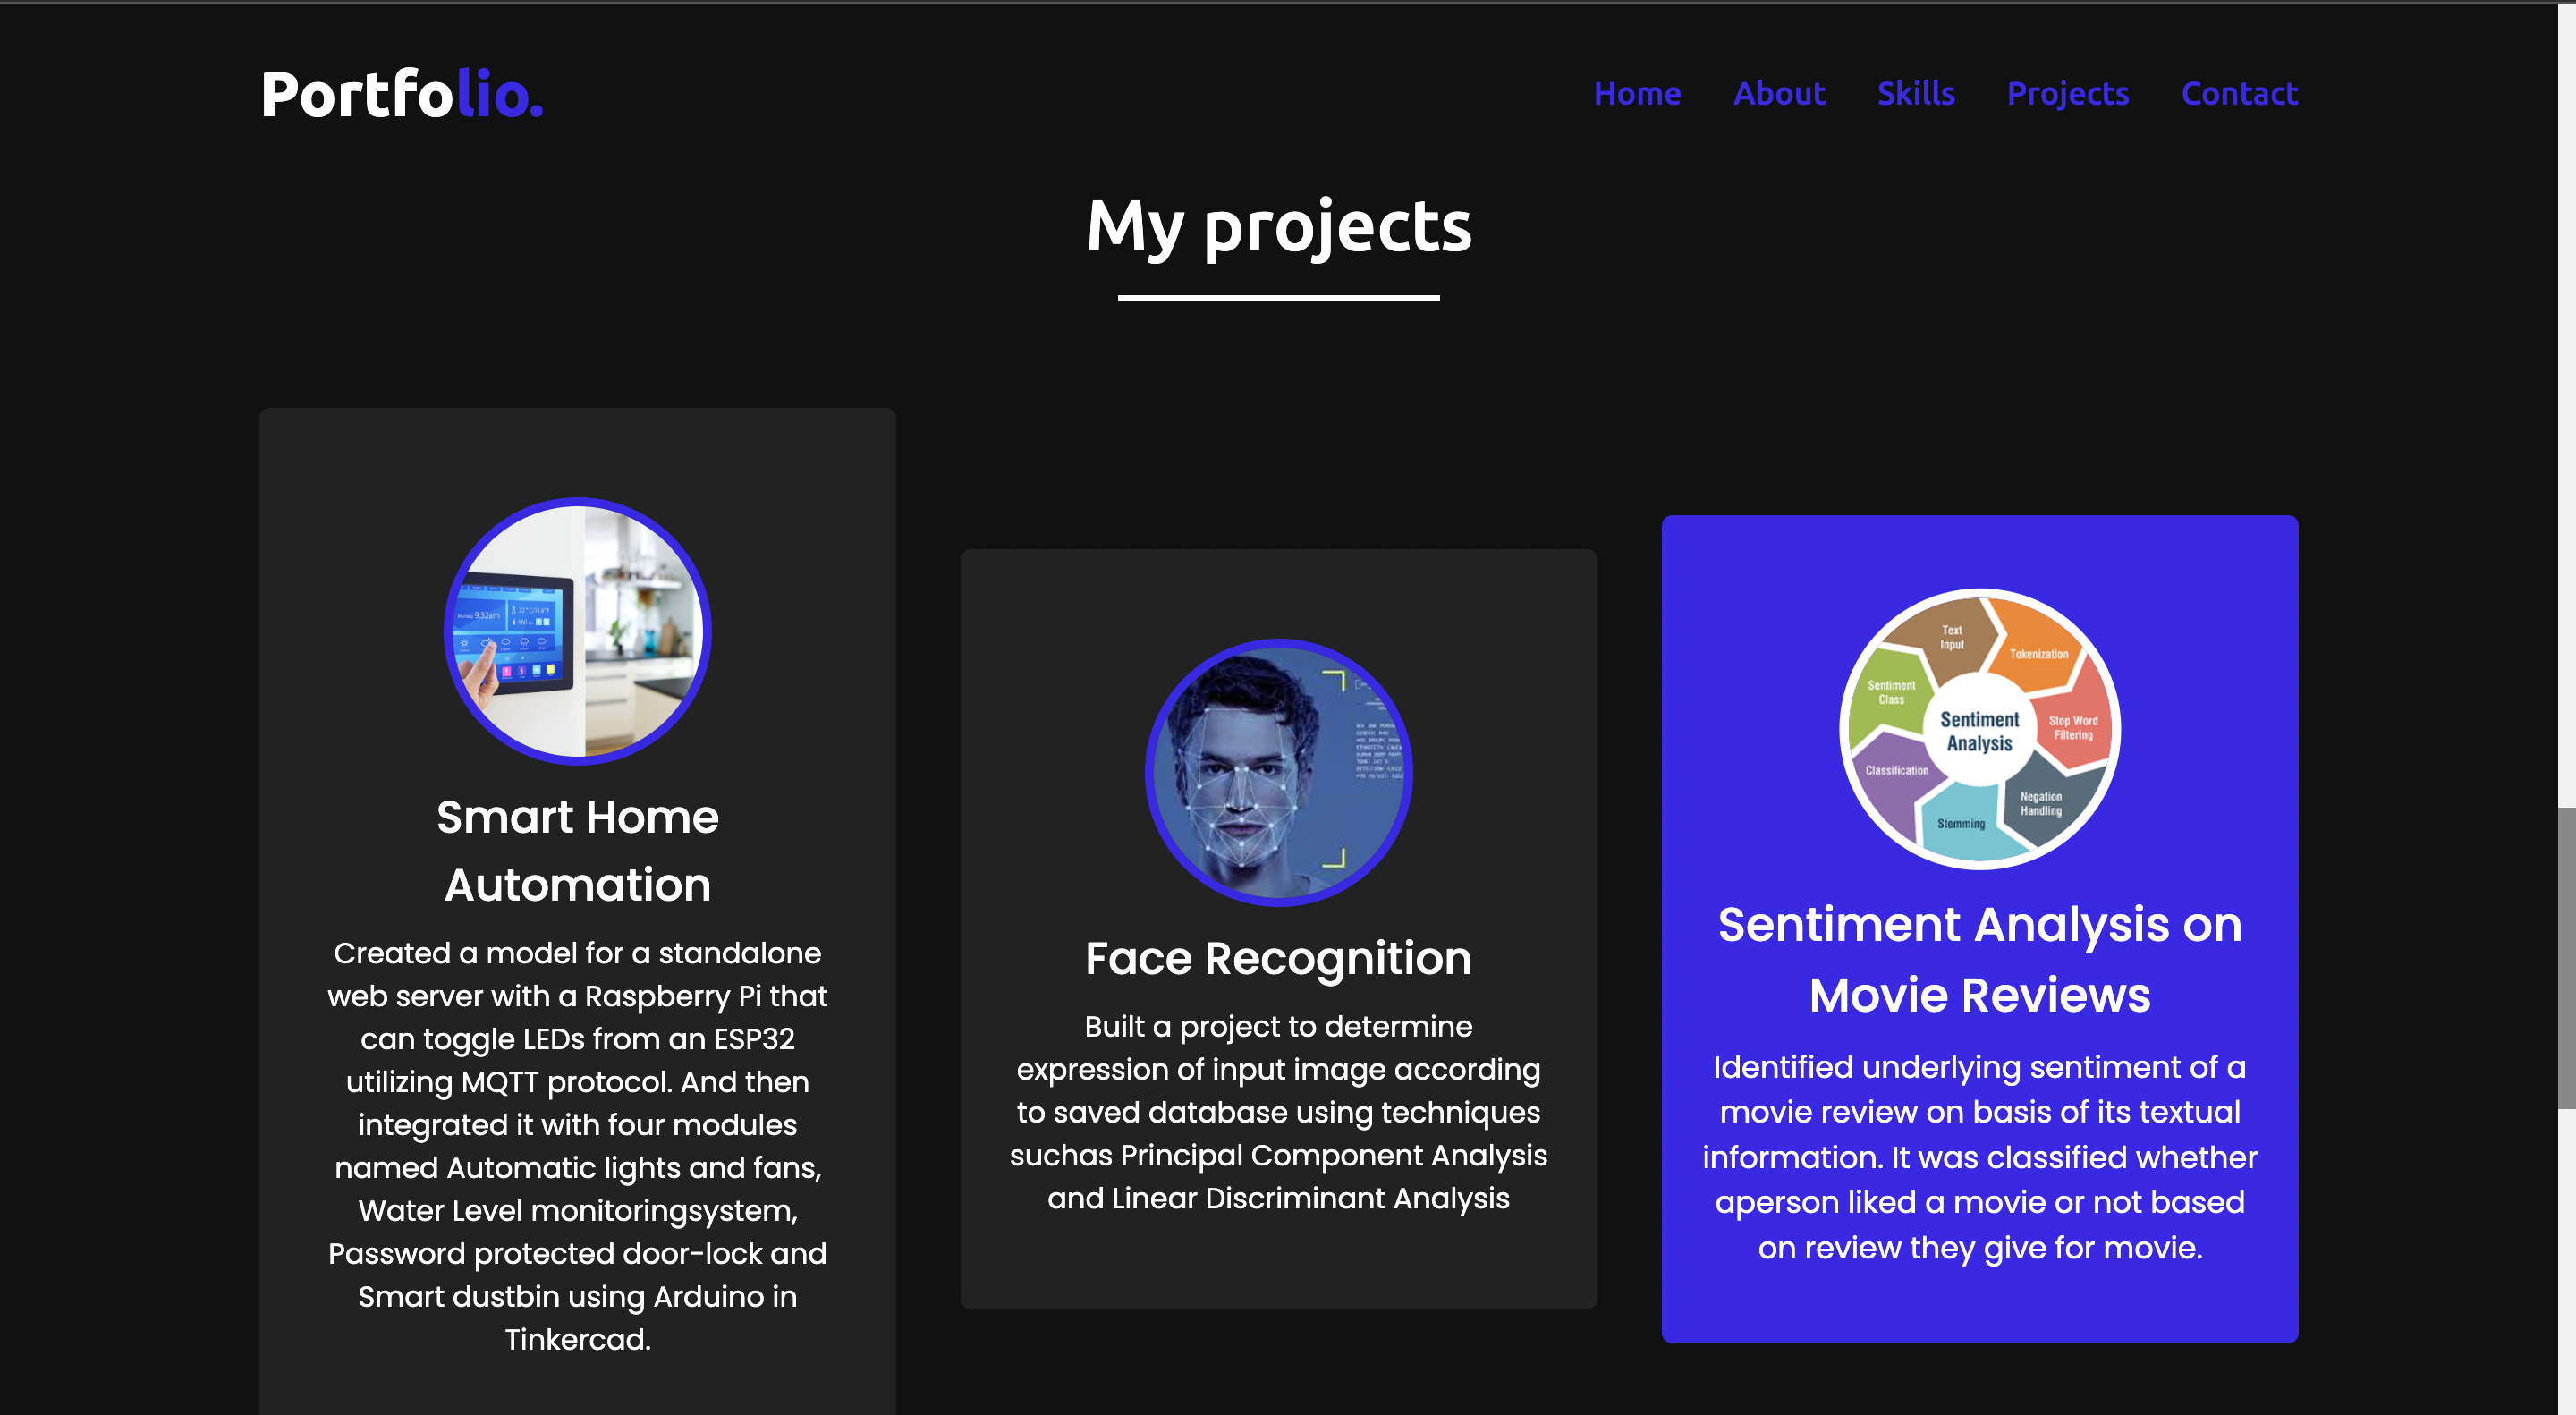 Portfolio.
Home About Skills Projects Contact
My projects
Monday 9:32am
Smart Home
Automation
Created a model for a standalone
web server with a Raspberry Pi that
can toggle LEDs from an ESP32
utilizing MQTT protocol. And then
integrated it with four modules
named Automatic lights and fans,
Water Level monitoringsystem,
Password protected door-lock and
Smart dustbin using Arduino in
Tinkercad.
Face Recognition
Built a project to determine
expression of input image according
to saved database using techniques
suchas Principal Component Analysis
and Linear Discriminant Analysis
Text
Input
Tokenization
Stop Word
Filtering
Negation
Handling
Stemming
Classification
Sentiment
Class
Sentiment
Analysis
Sentiment Analysis on
Movie Reviews
Identified underlying sentiment of a
movie review on basis of its textual
information. It was classified whether
aperson liked a movie or not based
on review they give for movie.